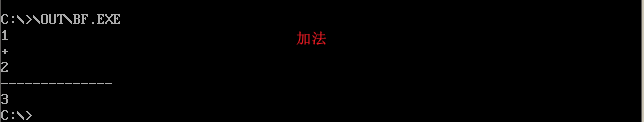 C:\>\OUT\BF.EXE
1
加法
+
2
--------------
3
C:\>